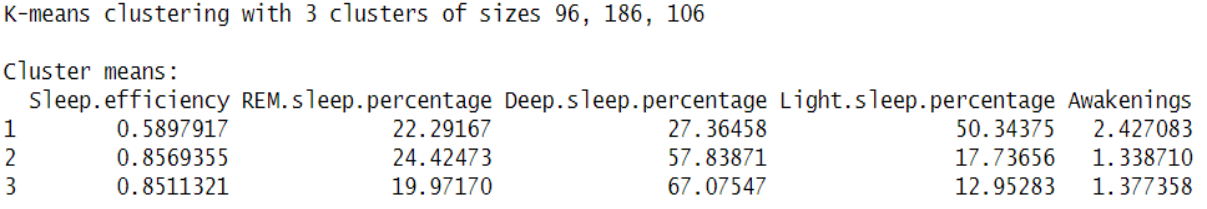 K-means clustering with 3 clusters of sizes 96, 186, 106
Cluster means:
Sleep.efficiency REM.sleep.percentage Deep.sleep.percentage Light.sleep.percentage Awakenings
1 0.5897917 22.29167 27.36458 50.34375 2.427083
2 0.8569355 24.42473 57.83871 17.73656 1.338710
3 0.8511321 19.97170 67.07547 12.95283 1.377358